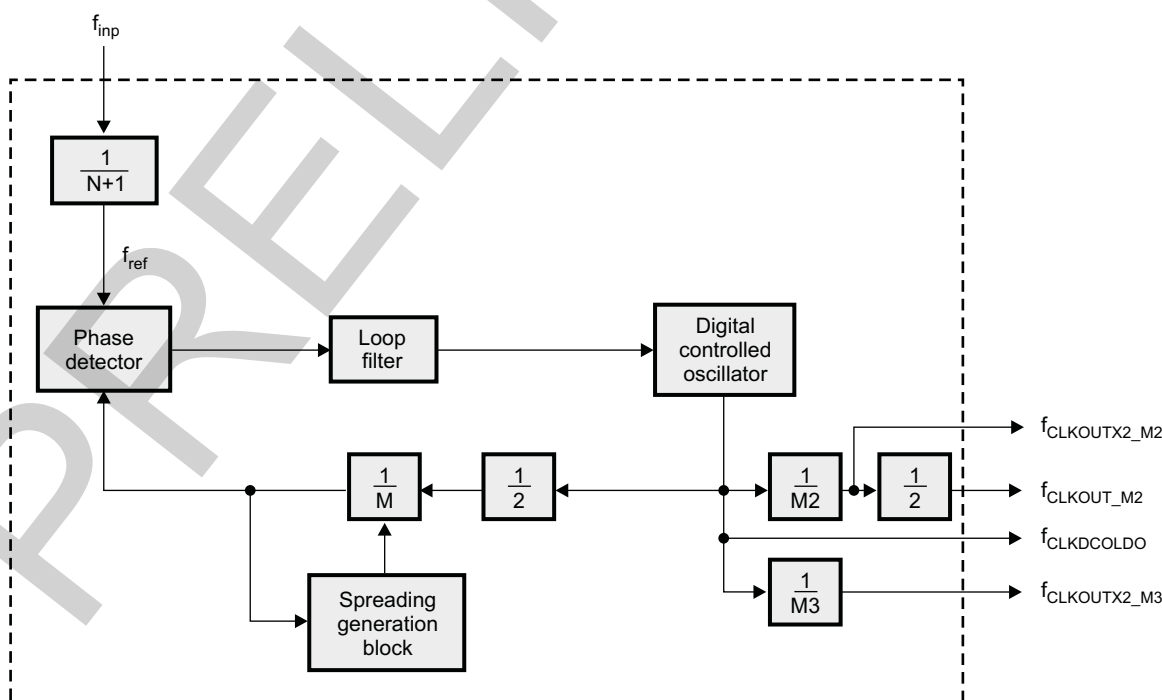 f_inp
1
N+1
f_ref
Phase
detector
Loop
filter
Digital
controlled
oscillator
f_CLKOUTX2_M2
1
M
1
2
1
M2
1
2
f_CLKOUT_M2
f_CLKDCOLDO
1
M3
f_CLKOUTX2_M3
Spreading
generation
block
PREL